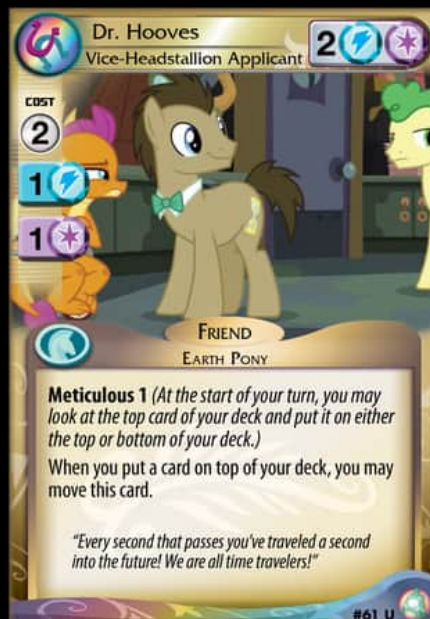 Dr. Hooves
Vice-Headstallion Applicant
2
COST
2
1
1
FRIEND
EARTH PONY
Meticulous 1 (At the start of your turn, you may
look at the top card of your deck and put it on either
the top or bottom of your deck.)
When you put a card on top of your deck, you may
move this card.
"Every second that passes you've traveled a second
into the future! We are all time travelers!"
#61 U